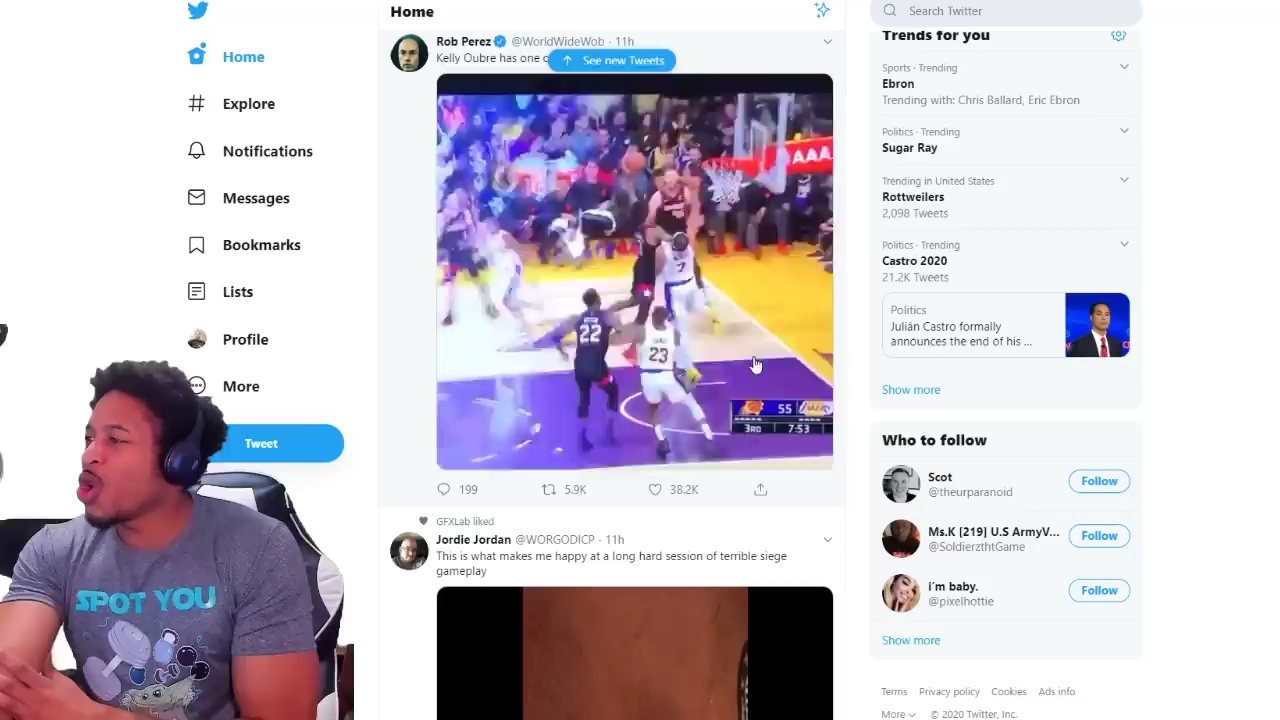 Home
Explore
Notifications
Messages
Bookmarks
Lists
Profile
More
Tweet
SPOT YOU
Home
Rob Perez @WorldWideWob · 11h
Kelly Oubre has one
See new Tweets
AAA
7
22
23
55
3RD 7:53
199 5.9K 38.2K
GFXLab liked
Jordie Jordan @WORGODICP · 11h
This is what makes me happy at a long hard session of terrible siege
gameplay
Search Twitter
Trends for you
Sports · Trending
Ebron
Trending with: Chris Ballard, Eric Ebron
Politics · Trending
Sugar Ray
Trending in United States
Rottweilers
2,098 Tweets
Politics · Trending
Castro 2020
21.2K Tweets
Politics
Julián Castro formally
announces the end of his ...
Show more
Who to follow
Scot
@theurparanoid
Follow
Ms.K [219] U.S ArmyV...
@SoldierzthtGame
Follow
i´m baby.
@pixelhottie
Follow
Show more
Terms Privacy policy Cookies Ads info
More © 2020 Twitter, Inc.